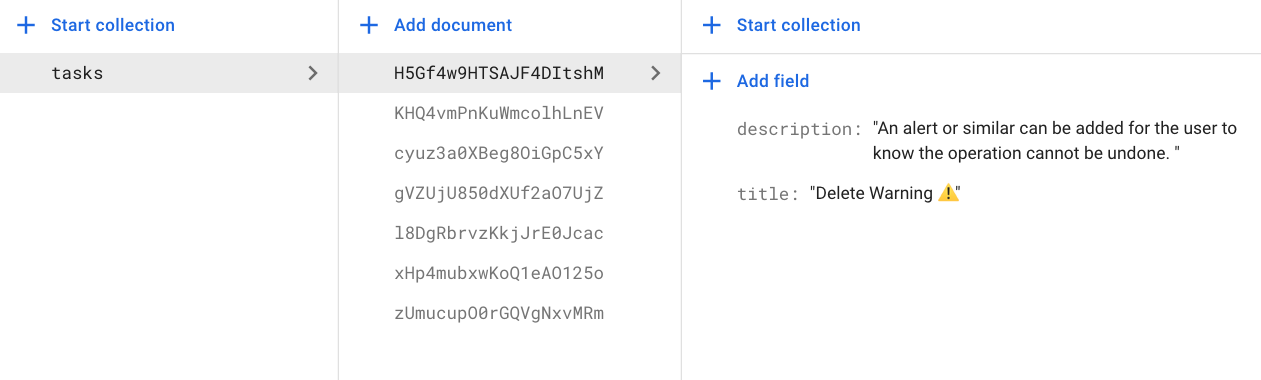 Start collection
tasks
Add document
H5Gf4w9HTSAJF4DItshM
KHQ4vmPnKuWmcolhLnEV
cyuz3a0XBeg8OiGpC5xY
gVZUjU850dXUf2aO7UjZ
l8DgRbrvzKkjJrE0Jcac
xHp4mubxwKoQ1eAO125o
zUmucupO0rGQVgNxvMRm
Start collection
Add field
description: "An alert or similar can be added for the user to
know the operation cannot be undone. "
title: "Delete Warning ⚠️"